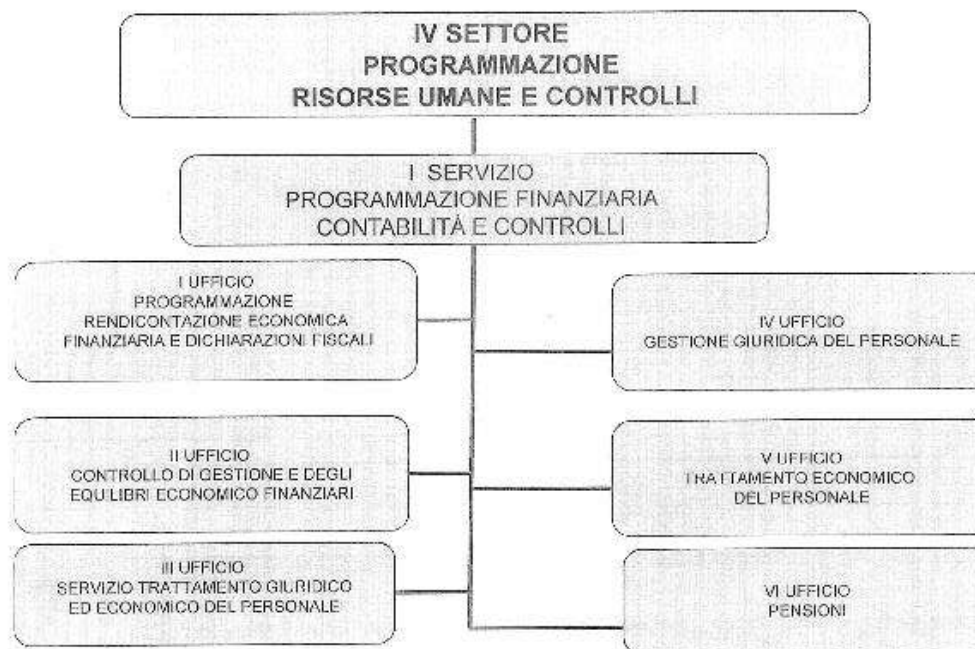 IV SETTORE
PROGRAMMAZIONE
RISORSE UMANE E CONTROLLI
I SERVIZIO
PROGRAMMAZIONE FINANZIARIA
CONTABILITÀ E CONTROLLI
I UFFICIO
PROGRAMMAZIONE
RENDICONTAZIONE ECONOMICA
FINANZIARIA E DICHIARAZIONI FISCALI
IV UFFICIO
GESTIONE GIURIDICA DEL PERSONALE
II UFFICIO
CONTROLLO DI GESTIONE E DEGLI
EQUILIBRI ECONOMICO FINANZIARI
V UFFICIO
TRATTAMENTO ECONOMICO
DEL PERSONALE
III UFFICIO
SERVIZIO TRATTAMENTO GIURIDICO
ED ECONOMICO DEL PERSONALE
VI UFFICIO
PENSIONI